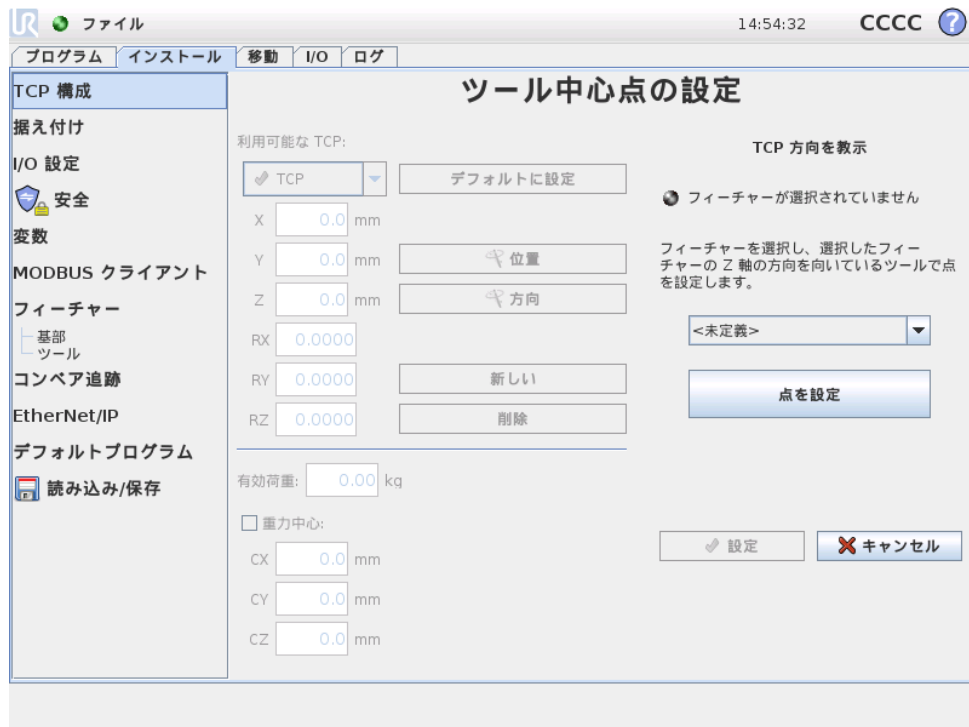 UR ファイル 14:54:32 CCCC ?
プログラム インストール 移動 I/O ログ
TCP 構成
据え付け
I/O 設定
安全
変数
MODBUS クライアント
フィーチャー
基部
ツール
コンベア追跡
EtherNet/IP
デフォルトプログラム
読み込み/保存
ツール中心点の設定
利用可能な TCP:
TCP デフォルトに設定
X 0.0 mm
Y 0.0 mm 位置
Z 0.0 mm 方向
RX 0.0000
RY 0.0000 新しい
RZ 0.0000 削除
有効荷重: 0.00 kg
重力中心:
CX 0.0 mm
CY 0.0 mm
CZ 0.0 mm
TCP 方向を教示
フィーチャーが選択されていません
フィーチャーを選択し、選択したフィー
チャーの Z 軸の方向を向いているツールで点
を設定します。
<未定義>
点を設定
設定 キャンセル